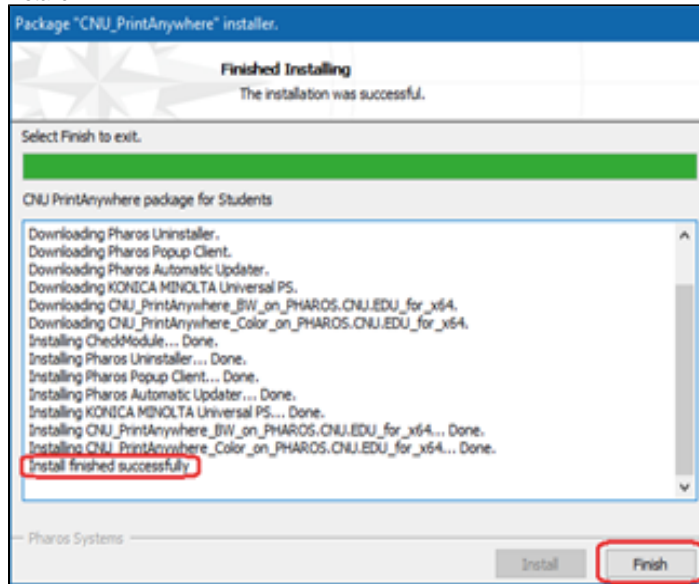 Package "CNU_PrintAnywhere" installer.
Finished Installing
The installation was successful.
Select Finish to exit.
CNU PrintAnywhere package for Students
Downloading Pharos Uninstaller.
Downloading Pharos Popup Client.
Downloading Pharos Automatic Updater.
Downloading KONICA MINOLTA Universal PS.
Downloading CNU_PrintAnywhere_BW_on_PHAROS.CNU.EDU_for_x64.
Downloading CNU_PrintAnywhere_Color_on_PHAROS.CNU.EDU_for_x64.
Installing CheckModule... Done.
Installing Pharos Uninstaller... Done.
Installing Pharos Popup Client... Done.
Installing Pharos Automatic Updater... Done.
Installing KONICA MINOLTA Universal PS... Done.
Installing CNU_PrintAnywhere_BW_on_PHAROS.CNU.EDU_for_x64... Done.
Installing CNU_PrintAnywhere_Color_on_PHAROS.CNU.EDU_for_x64... Done.
Install finished successfully
Pharos Systems
Install
Finish